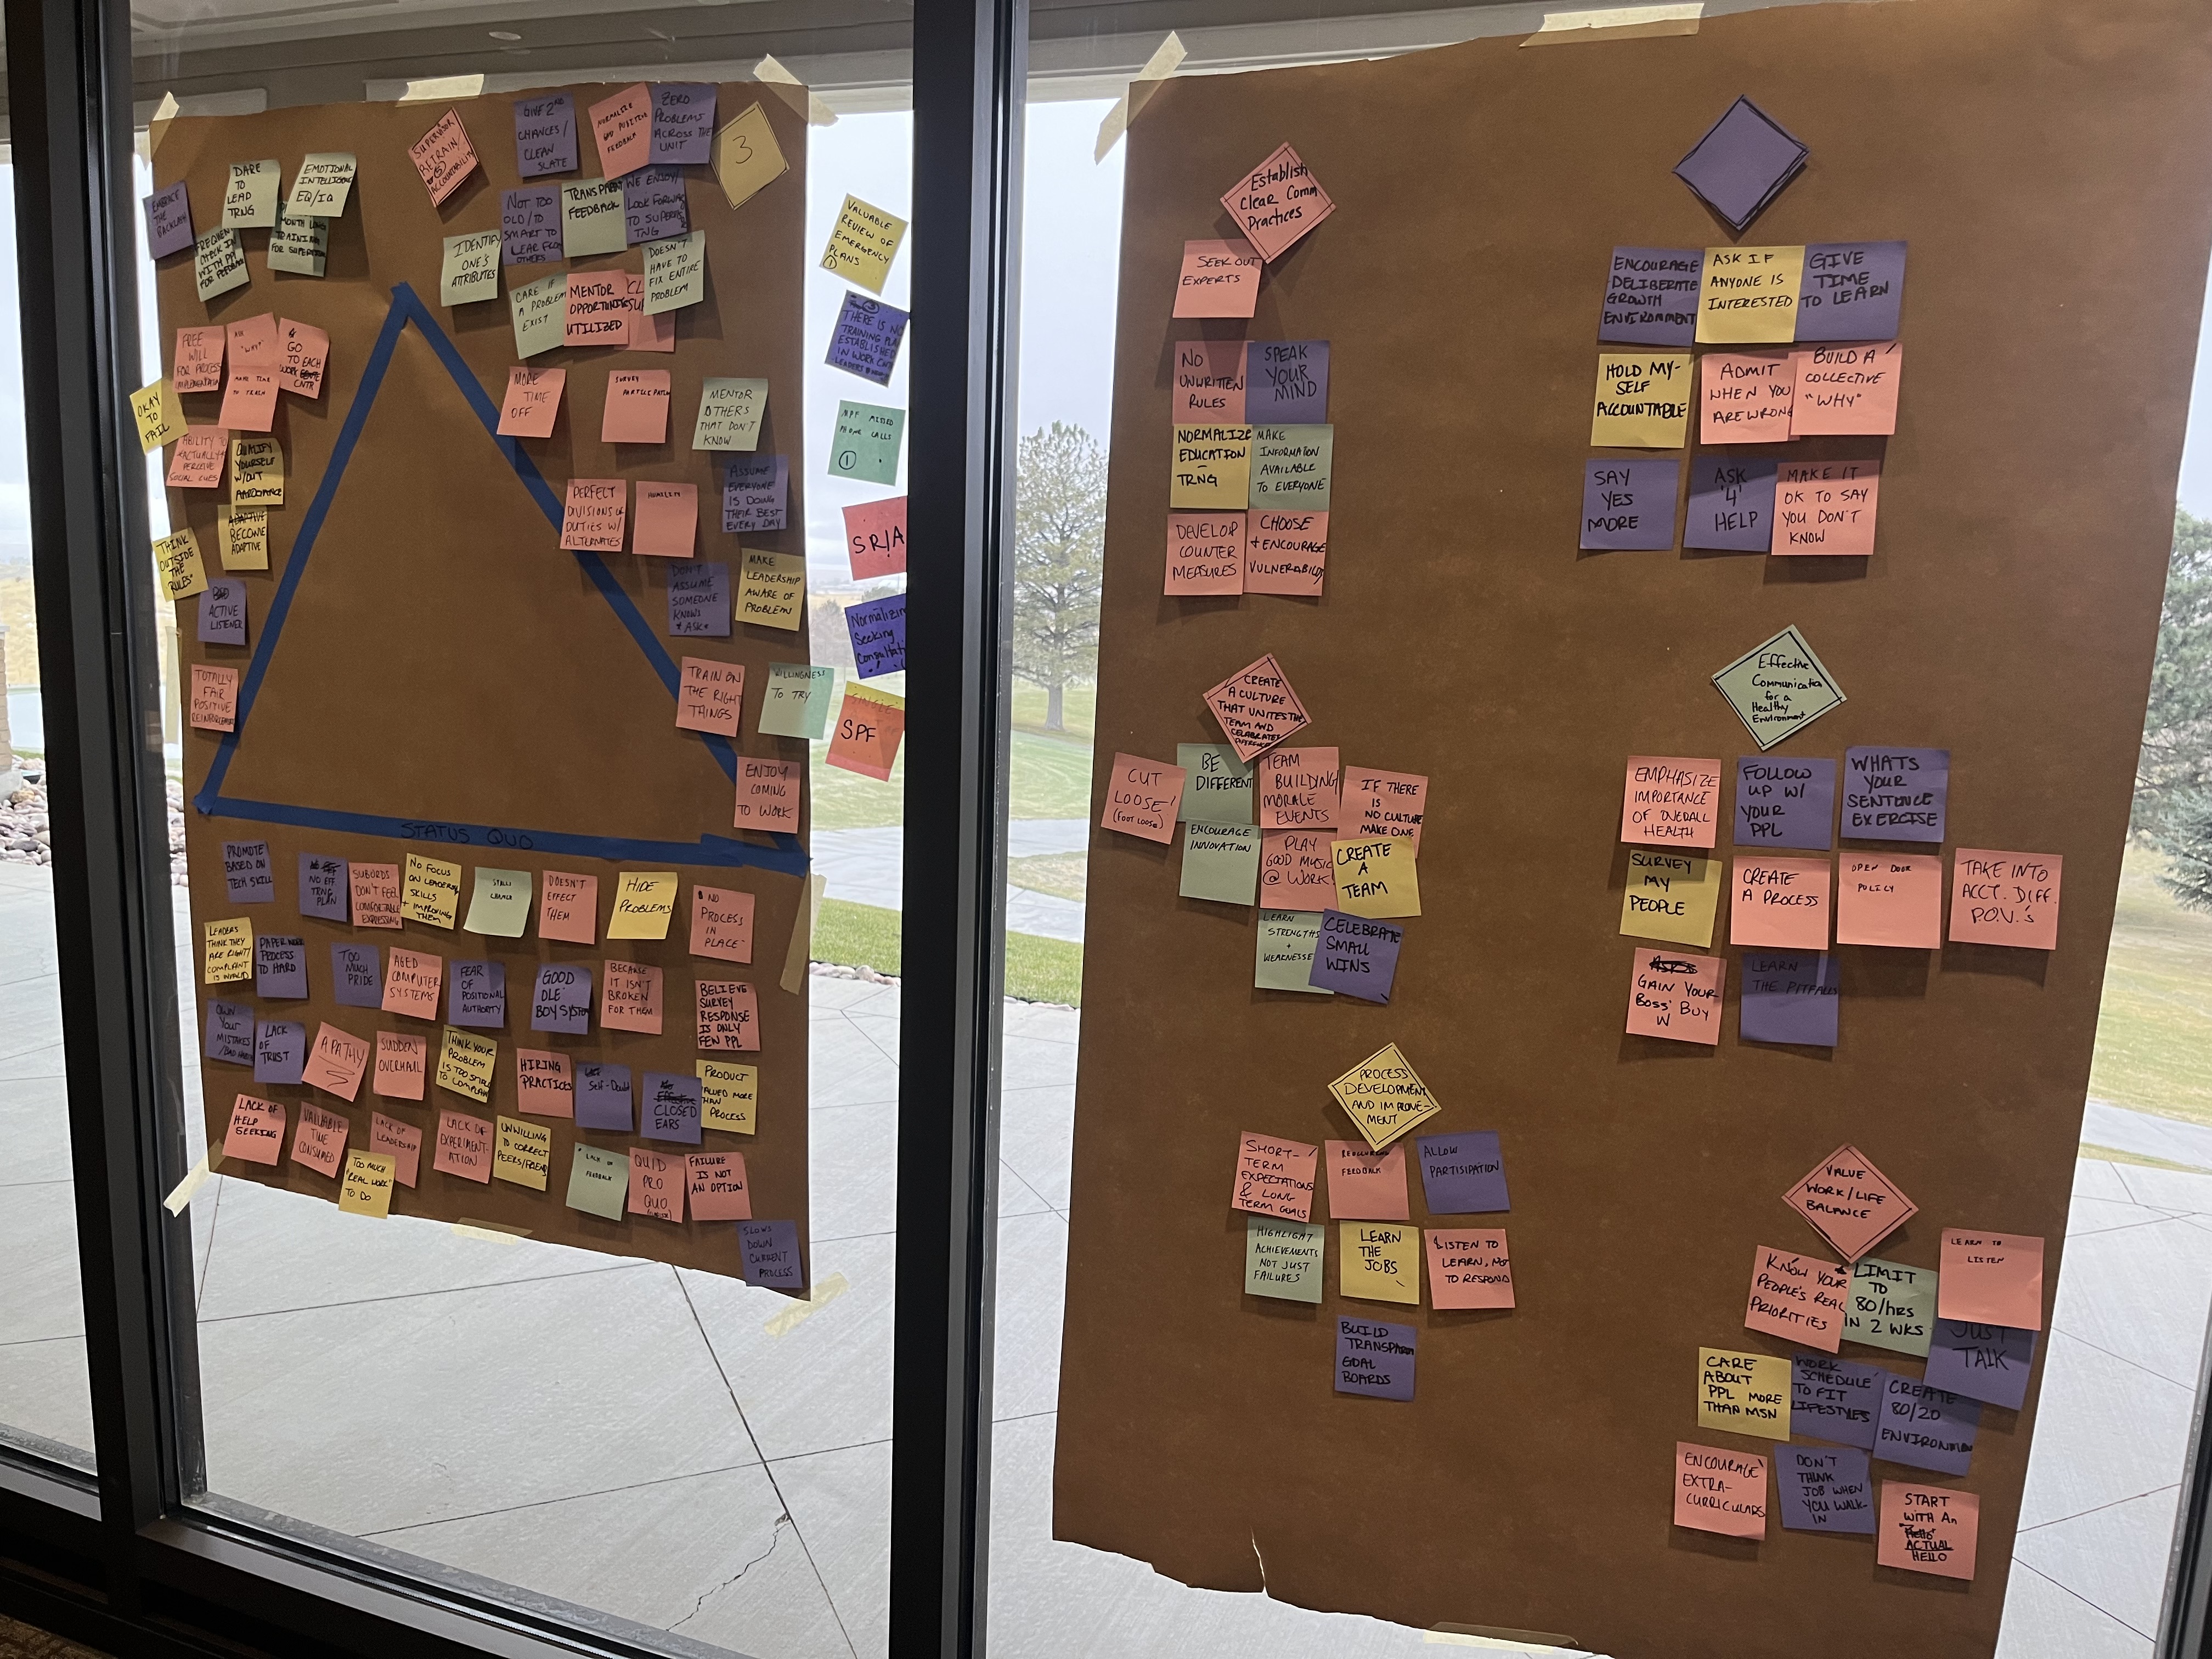 SUPERVISOR
RETRAIN/
ACCOUNTABILITY
GIVE 2ND
CHANCES/
CLEAN
SLATE
NORMALIZE
POSITIVE
FEEDBACK
ZERO
PROBLEMS
ACROSS THE
UNIT
3
EMBRACE
THE
BACKLASH
DARE
TO
LEAD
TRNG
EMOTIONAL
INTELLIGENCE
EQ/IQ
FREQUENT
CHECK IN
WITH PPL
FOR FEEDBACK
MONTH LONG
TRAINING
FOR SUPERVISORS
IDENTIFY
ONE'S
ATTRIBUTES
NOT TOO
OLD/TO
SMART TO
LEAR FROM
OTHERS
TRANSPARENT
FEEDBACK
WE ENJOY/
LOOK FORWARD
TO SUPERVISOR
TNG
DOESN'T
HAVE TO
FIX ENTIRE
PROBLEM
CARE IF
A PROBLEM
EXIST
MENTOR
OPPORTUNITIES
UTILIZED
FREE
WILL
FOR PROCESS
IMPLEMENTATION
ASK
"WHY"
MAKE TIME
TO TRAIN
GO
TO EACH
WORK
CNTR
OKAY
TO
FAIL
ABILITY TO
*ACTUALLY*
PERCEIVE
SOCIAL CUES
QUALIFY
YOURSELF
W/OUT
ARROGANCE
BECOME
ADAPTIVE
THINK
OUTSIDE
THE
"RULES"
ACTIVE
LISTENER
TOTALLY
FAIR
POSITIVE
REINFORCEMENT
MORE
TIME
OFF
SURVEY
PARTICIPATION
MENTOR
OTHERS
THAT DON'T
KNOW
PERFECT
DIVISIONS OF
DUTIES W/
ALTERNATES
HUMILITY
ASSUME
EVERYONE
IS DOING
THEIR BEST
EVERY DAY
DON'T
ASSUME
SOMEONE
KNOWS
*ASK*
MAKE
LEADERSHIP
AWARE OF
PROBLEM
TRAIN ON
THE RIGHT
THINGS
WILLINGNESS
TO TRY
ENJOY
COMING
TO WORK
VALUABLE
REVIEW OF
EMERGENCY
PLANS
1
THERE IS NO
TRAINING PLAN
ESTABLISHED
IN WORK CNTR
MPF MISSED
PHONE CALLS
1
SR/A
Normalizing
Seeking
Consultation
SINGLE
SPF
STATUS QUO
PROMOTE
BASED ON
TECH SKILL
NO EFF
TRNG
PLAN
SUBORDS
DON'T FEEL
COMFORTABLE
EXPRESSING
NO FOCUS
ON LEADERSHIP
SKILLS
+ IMPROVING
THEM
STALLS
CHANGE
DOESN'T
EFFECT
THEM
HIDE
PROBLEMS
NO
PROCESS
IN
PLACE
LEADERS
THINK THEY
ARE RIGHT/
COMPLAINT
IS INVALID
PAPERWORK
PROCESS
TO HARD
TOO
MUCH
PRIDE
AGED
COMPUTER
SYSTEMS
FEAR
OF
POSITIONAL
AUTHORITY
GOOD
OLE'
BOY SYSTEM
BECAUSE
IT ISN'T
BROKEN
FOR THEM
BELIEVE
SURVEY
RESPONSE
IS ONLY
FEW PPL
OWN
YOUR
MISTAKES
/BAD HABITS
LACK
OF
TRUST
APATHY
SUDDEN
OVERHAUL
THINK YOUR
PROBLEM
IS TOO SMALL
TO COMPLAIN
HIRING
PRACTICES
Self-Doubt
CLOSED
EARS
PRODUCT
VALUED MORE
THAN
PROCESS
LACK OF
HELP
SEEKING
VALUABLE
TIME
CONSUMED
LACK OF
LEADERSHIP
TOO MUCH
"REAL WORK"
TO DO
LACK OF
EXPERIMENT-
ATION
UNWILLING
TO CORRECT
PEERS/FRIENDS
LACK OF
FEEDBACK
QUID
PRO
QUO
FAILURE
IS NOT
AN OPTION
SLOWS
DOWN
CURRENT
PROCESS
Establish
Clear Comm
Practices
SEEK OUT
EXPERTS
NO
UNWRITTEN
RULES
SPEAK
YOUR
MIND
NORMALIZE
EDUCATION
-
TRNG
MAKE
INFORMATION
AVAILABLE
TO EVERYONE
DEVELOP
COUNTER
MEASURES
CHOOSE
+ ENCOURAGE
VULNERABILITY
CREATE
A CULTURE
THAT UNITES THE
TEAM AND
CELEBRATES
DIFFERENCES
CUT
LOOSE!
(FOOT LOOSE)
BE
DIFFERENT
TEAM
BUILDING
MORALE
EVENTS
IF THERE
IS
NO CULTURE
MAKE ONE
ENCOURAGE
INNOVATION
PLAY
GOOD MUSIC
@ WORK!
CREATE
A
TEAM
LEARN
STRENGTHS
+
WEAKNESSES
CELEBRATE
SMALL
WINS
PROCESS
DEVELOPMENT
AND IMPROVE-
MENT
SHORT-
TERM
EXPECTATIONS
& LONG
TERM GOALS
RECURRING
FEEDBACK
ALLOW
PARTISIPATION
HIGHLIGHT
ACHIEVEMENTS
NOT JUST
FAILURES
LEARN
THE
JOBS
LISTEN TO
LEARN, NOT
TO RESPOND
BUILD
TRANSPARENT
GOAL
BOARDS
ENCOURAGE
DELIBERATE
GROWTH
ENVIRONMENT
ASK IF
ANYONE IS
INTERESTED
GIVE
TIME
TO LEARN
HOLD MY-
SELF
ACCOUNTABLE
ADMIT
WHEN YOU
ARE WRONG
BUILD A
COLLECTIVE
"WHY"
SAY
YES
MORE
ASK
'4'
HELP
MAKE IT
OK TO SAY
YOU DON'T
KNOW
Effective
Communication
for a
Healthy
Environment
EMPHASIZE
IMPORTANCE
OF OVERALL
HEALTH
FOLLOW
UP W/
YOUR
PPL
WHATS
YOUR
SENTENCE
EXERCISE
SURVEY
MY
PEOPLE
CREATE
A PROCESS
OPEN DOOR
POLICY
TAKE INTO
ACCT. DIFF.
P.O.V.'s
GAIN YOUR
BOSS' BUY
IN
LEARN
THE PITFALLS
VALUE
WORK/LIFE
BALANCE
KNOW YOUR
PEOPLE'S REAL
PRIORITIES
LIMIT
TO
80/hrs
IN 2 WKS
LEARN TO
LISTEN
JUST
TALK
CARE
ABOUT
PPL MORE
THAN MSN
WORK
SCHEDULE
TO FIT
LIFESTYLES
CREATE
80/20
ENVIRONMENT
ENCOURAGE
EXTRA-
CURRICULARS
DON'T
THINK
JOB WHEN
YOU WALK-
IN
START
WITH An
"Hello"
ACTUAL
HELLO